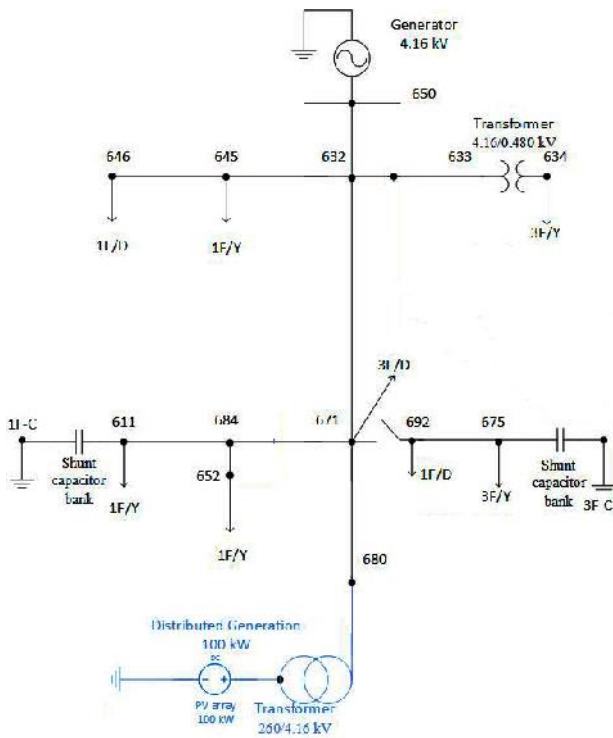 Generator
4.16 kV
650
Transformer
4.16/0.480 kV
646
645
632
633
634
1F/D
1F/Y
3F/Y
3F/D
1F-C
611
684
671
692
675
Shunt
capacitor
bank
652
1F/Y
1F/D
3F/Y
Shunt
capacitor
bank
3F-C
1F/Y
680
Distributed Generation
100 kW
DC
- +
PV array
100 kW
Transformer
260/4.16 kV